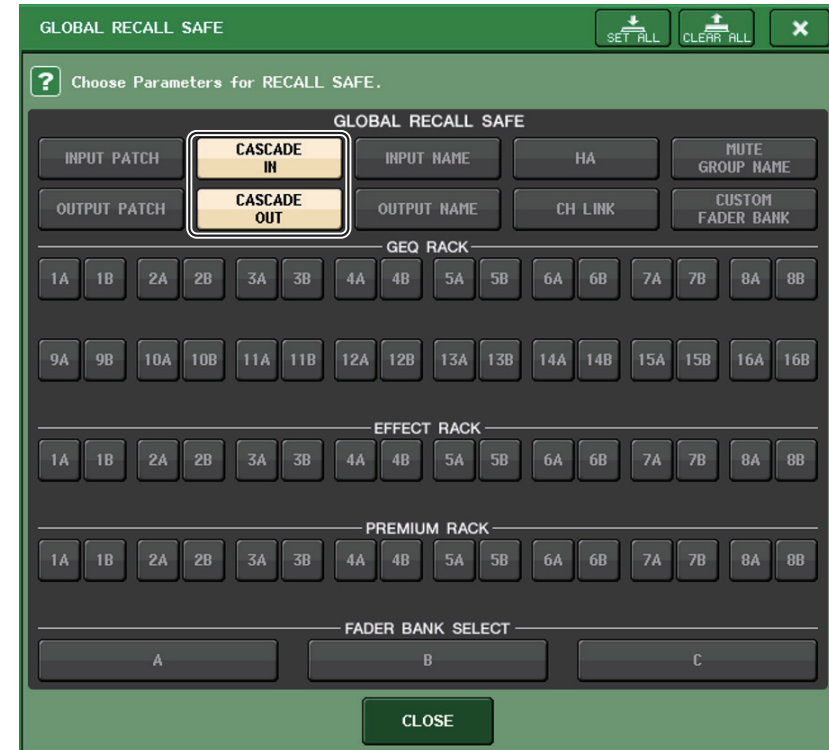 GLOBAL RECALL SAFE
SET ALL
CLEAR ALL
?
Choose Parameters for RECALL SAFE.
GLOBAL RECALL SAFE
INPUT PATCH
CASCADE
IN
INPUT NAME
HA
MUTE
GROUP NAME
OUTPUT PATCH
CASCADE
OUT
OUTPUT NAME
CH LINK
CUSTOM
FADER BANK
GEQ RACK
1A 1B 2A 2B 3A 3B 4A 4B 5A 5B 6A 6B 7A 7B 8A 8B
9A 9B 10A 10B 11A 11B 12A 12B 13A 13B 14A 14B 15A 15B 16A 16B
EFFECT RACK
1A 1B 2A 2B 3A 3B 4A 4B 5A 5B 6A 6B 7A 7B 8A 8B
PREMIUM RACK
1A 1B 2A 2B 3A 3B 4A 4B 5A 5B 6A 6B 7A 7B 8A 8B
FADER BANK SELECT
A B C
CLOSE